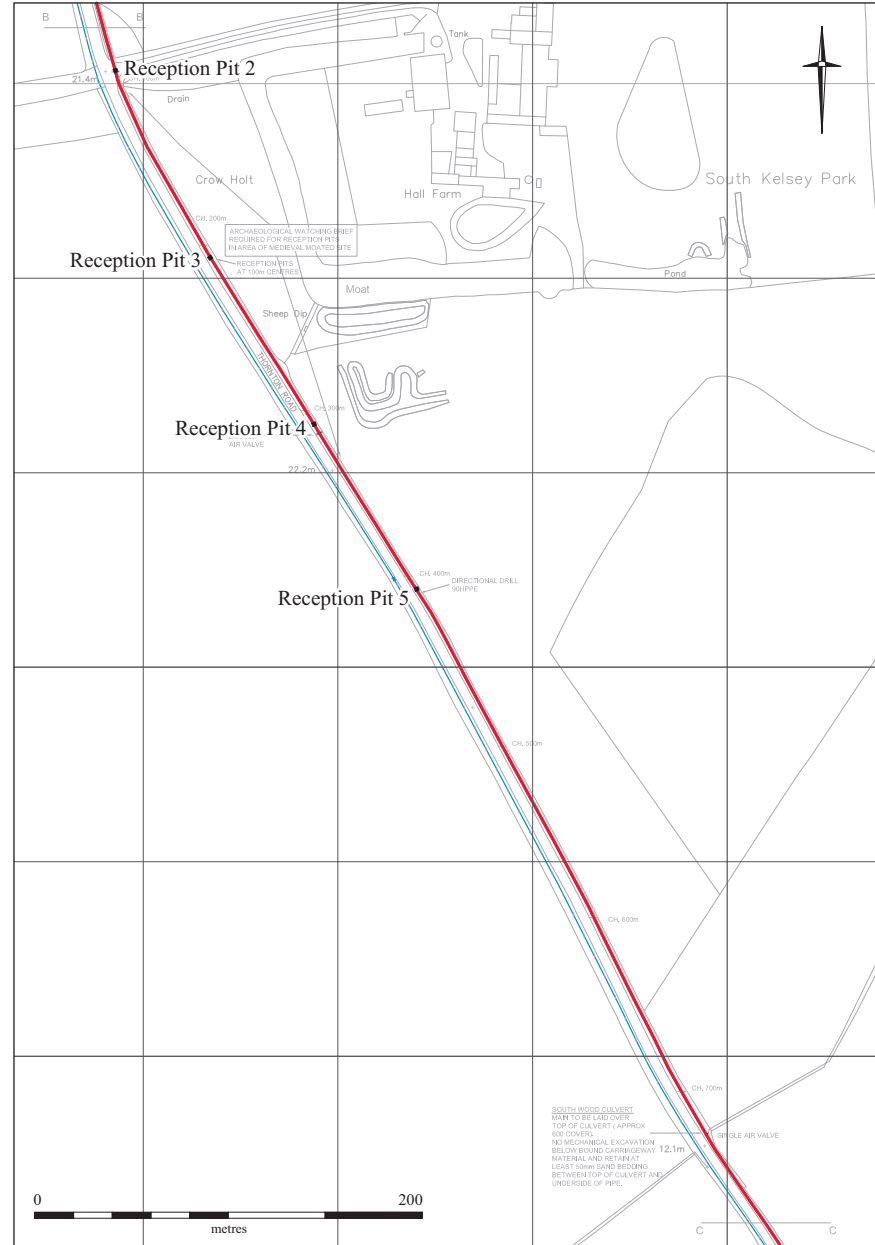 B
B
Tank
Reception Pit 2
21.4m
Drain
Crow Holt
Hall Farm
South Kelsey Park
CH, 200m
ARCHAEOLOGICAL WATCHING BRIEF
REQUIRED FOR RECEPTION PITS
IN AREA OF MEDIEVAL MOATED SITE
Reception Pit 3
RECEPTION PITS
AT 100m CENTRES
Pond
Moat
Sheep Dip
THORNTON ROAD
CH, 300m
Reception Pit 4
AIR VALVE
22.2m
CH, 400m
DIRECTIONAL DRILL
90HPPE
Reception Pit 5
CH, 500m
CH, 600m
CH, 700m
SOUTH WOOD CULVERT
MAIN TO BE LAID OVER
TOP OF CULVERT ( APPROX
600 COVER).
NO MECHANICAL EXCAVATION
BELOW BOUND CARRIAGEWAY
MATERIAL AND RETAIN AT
LEAST 50mm SAND BEDDING
BETWEEN TOP OF CULVERT AND
UNDERSIDE OF PIPE.
SINGLE AIR VALVE
12.1m
0
200
metres
C
C